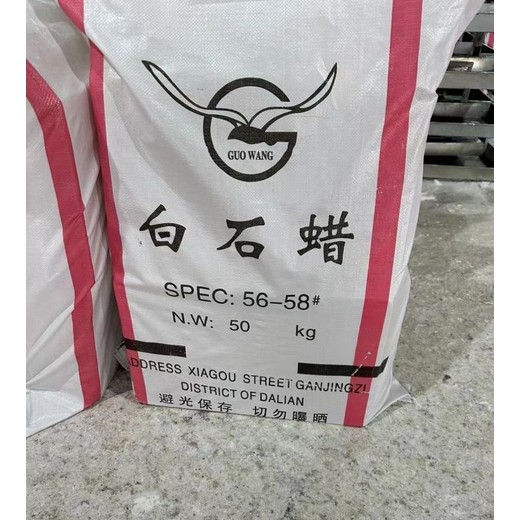 GUO WANG
白石蜡
SPEC: 56-58#
N.W: 50 kg
DDRESS XIAGOU STREET GANJINGZI
DISTRICT OF DALIAN
避光保存 切勿曝晒